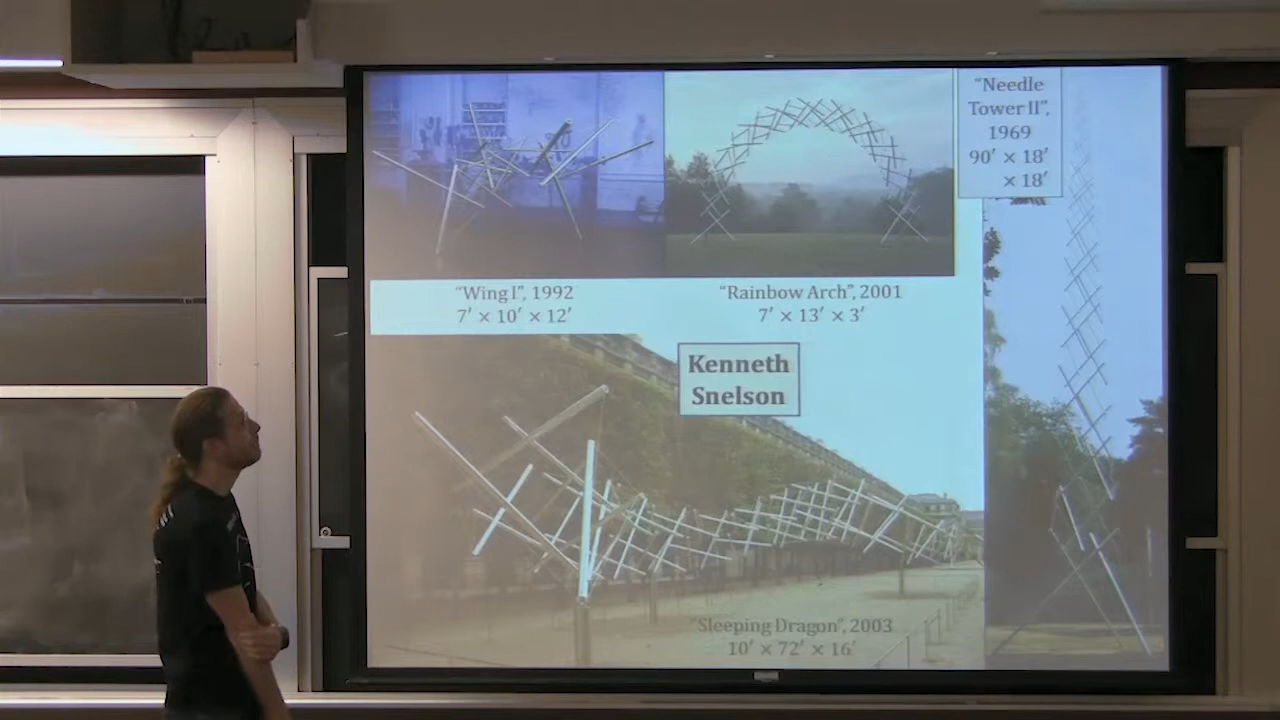 "Needle
Tower II",
1969
90′ × 18′
× 18′
"Wing I", 1992
7′ × 10′ × 12′
"Rainbow Arch", 2001
7′ × 13′ × 3′
Kenneth
Snelson
"Sleeping Dragon", 2003
10′ × 72′ × 16′